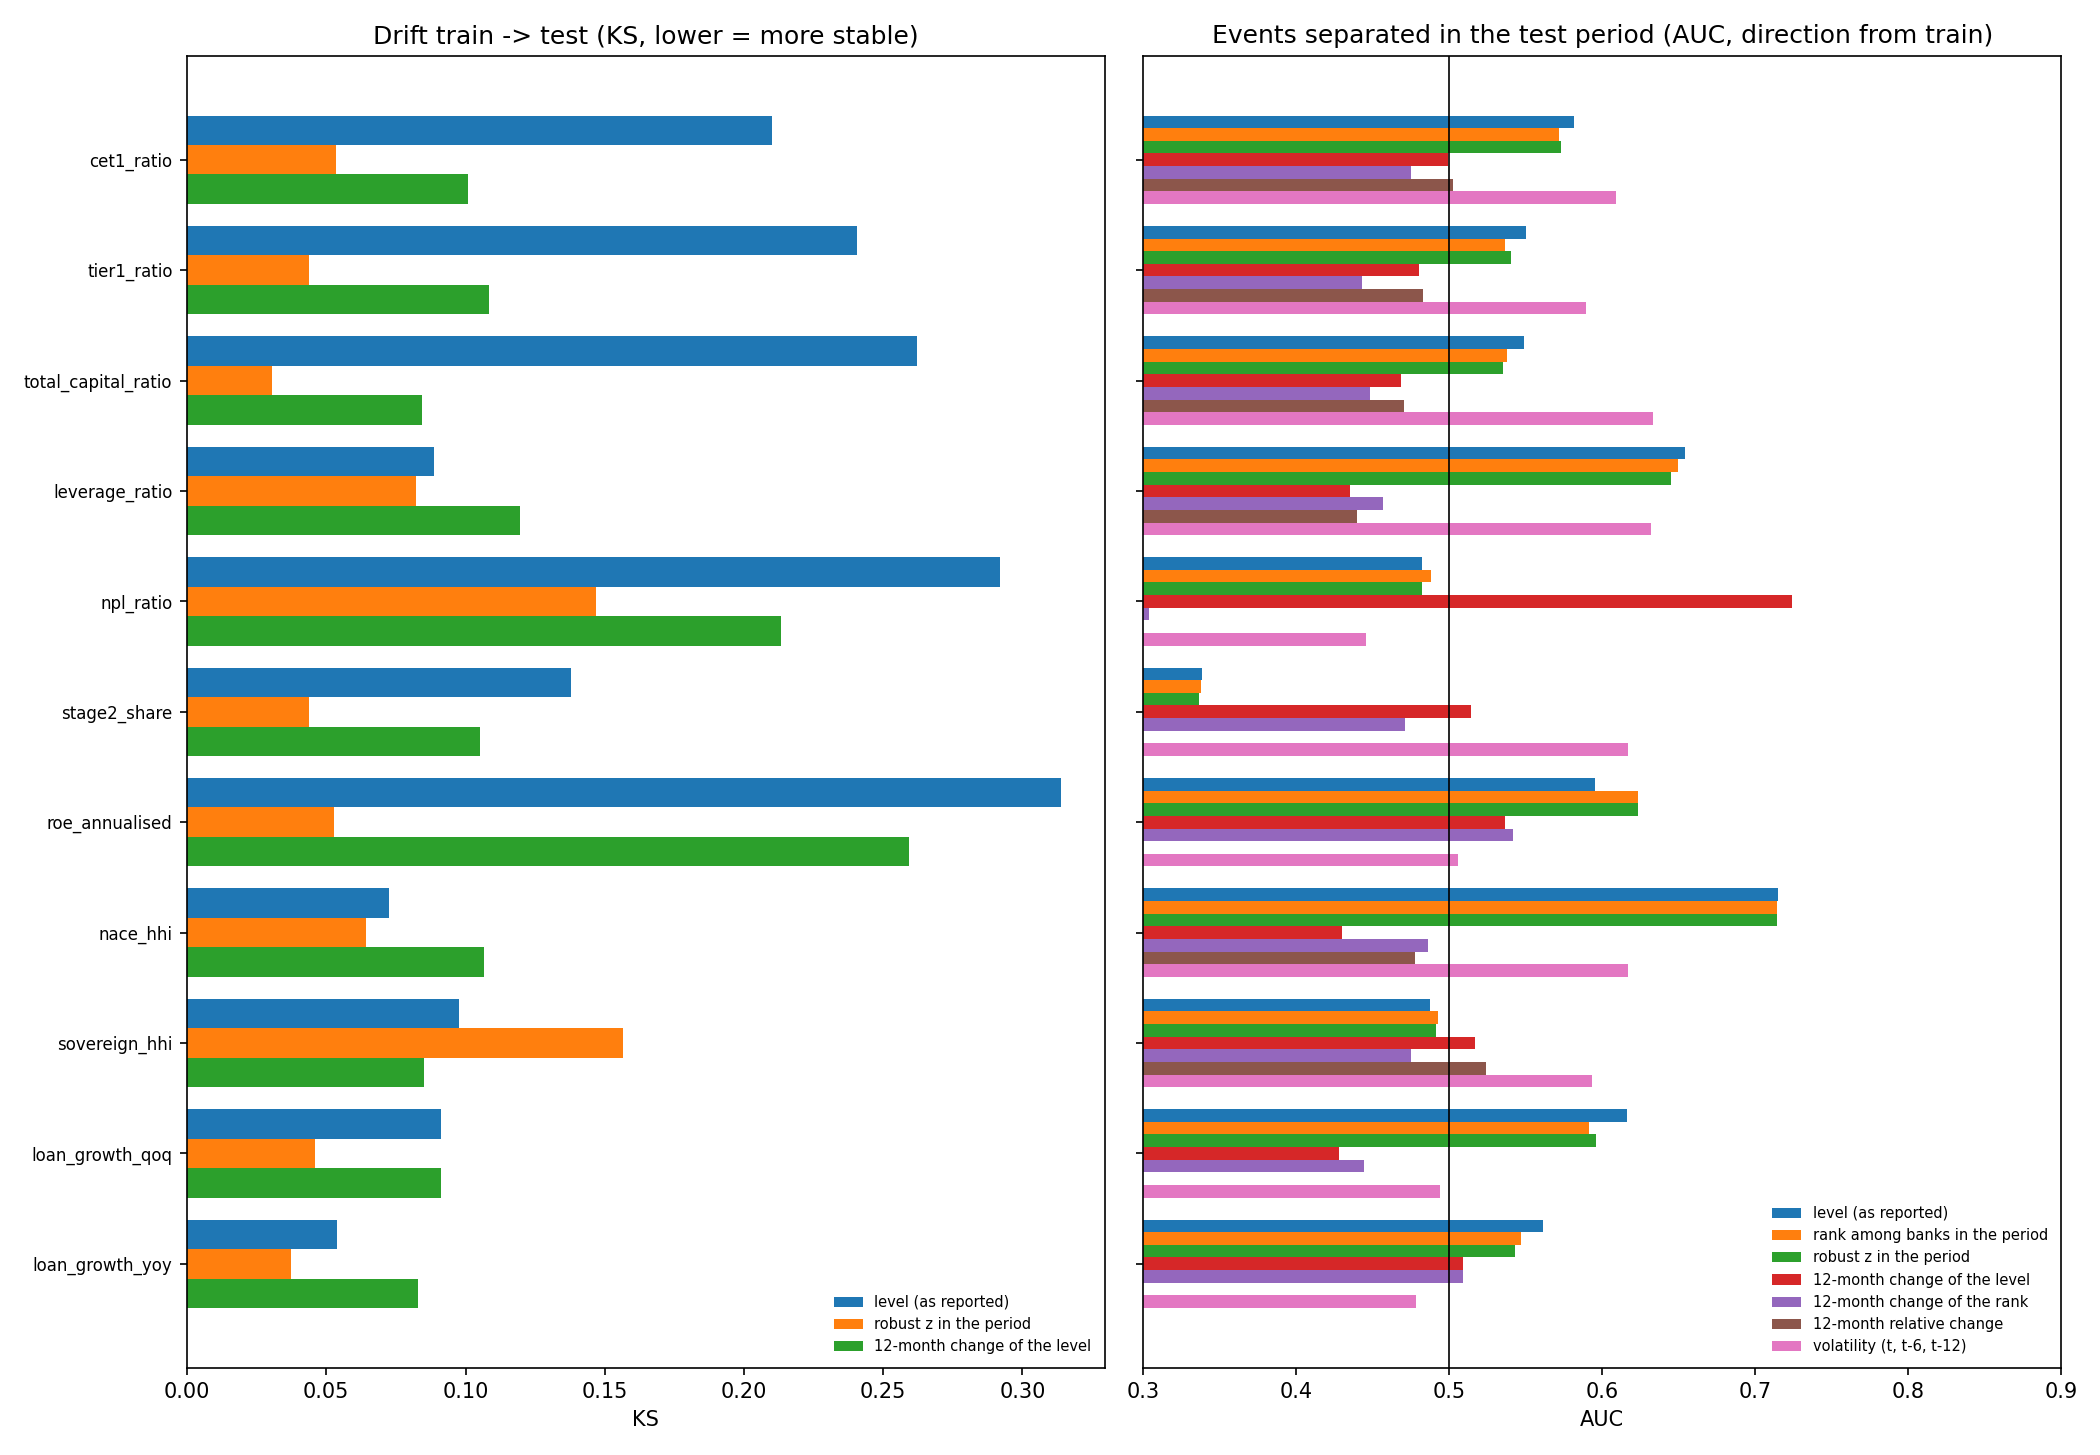 Drift train -> test (KS, lower = more stable)
cet1_ratio
tier1_ratio
total_capital_ratio
leverage_ratio
npl_ratio
stage2_share
roe_annualised
nace_hhi
sovereign_hhi
loan_growth_qoq
loan_growth_yoy
level (as reported)
robust z in the period
12-month change of the level
0.00 0.05 0.10 0.15 0.20 0.25 0.30
KS
Events separated in the test period (AUC, direction from train)
level (as reported)
rank among banks in the period
robust z in the period
12-month change of the level
12-month change of the rank
12-month relative change
volatility (t, t-6, t-12)
0.3 0.4 0.5 0.6 0.7 0.8 0.9
AUC